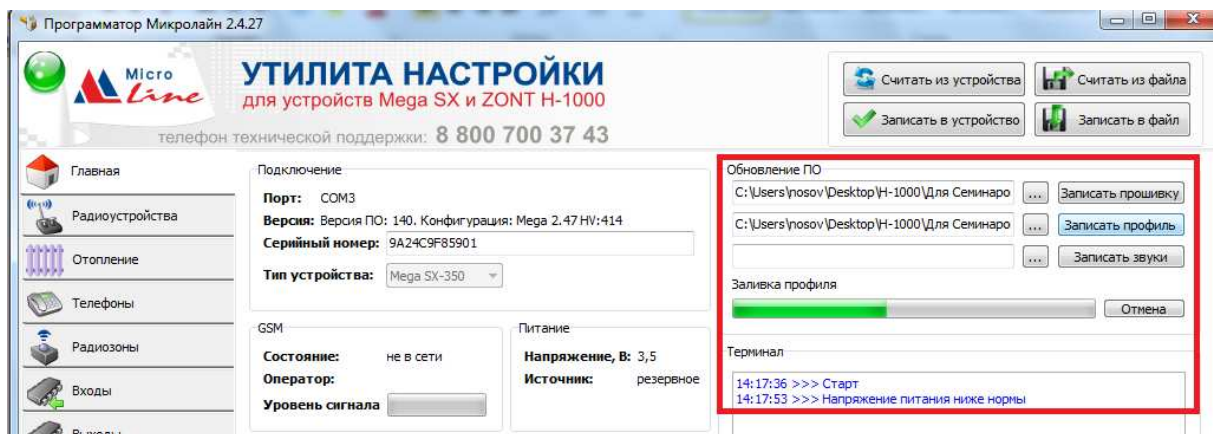 Программатор Микролайн 2.4.27
Micro
Line
УТИЛИТА НАСТРОЙКИ
для устройств Mega SX и ZONT H-1000
телефон технической поддержки: 8 800 700 37 43
Считать из устройства
Считать из файла
Записать в устройство
Записать в файл
Главная
Радиоустройства
Отопление
Телефоны
Радиозоны
Входы
Подключение
Порт: COM3
Версия: Версия ПО: 140. Конфигурация: Mega 2.47 HV:414
Серийный номер: 9A24C9F85901
Тип устройства: Mega SX-350
GSM
Состояние: не в сети
Оператор:
Уровень сигнала
Питание
Напряжение, В: 3,5
Источник: резервное
Обновление ПО
C:\Users\nosov\Desktop\H-1000\Для Семинаро ... Записать прошивку
C:\Users\nosov\Desktop\H-1000\Для Семинаро ... Записать профиль
... Записать звуки
Заливка профиля
Отмена
Терминал
14:17:36 >>> Старт
14:17:53 >>> Напряжение питания ниже нормы